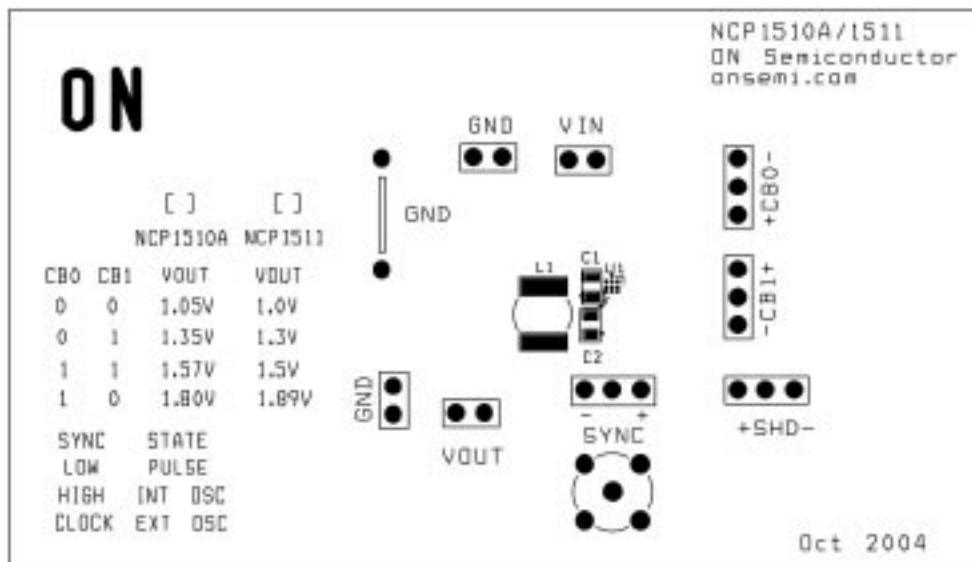 NCP1510A/1511
ON Semiconductor
onsemi.com
ON
GND VIN
+CB0-
GND
[ ] [ ]
NCP1510A NCP1511
CB0 CB1 VOUT VOUT
0 0 1.05V 1.0V
0 1 1.35V 1.3V
1 1 1.57V 1.5V
1 0 1.80V 1.89V
L1
C1
U1
C2
-CB1+
GND
VOUT
- +
SYNC
+SHD-
SYNC STATE
LOW PULSE
HIGH INT OSC
CLOCK EXT OSC
Oct 2004